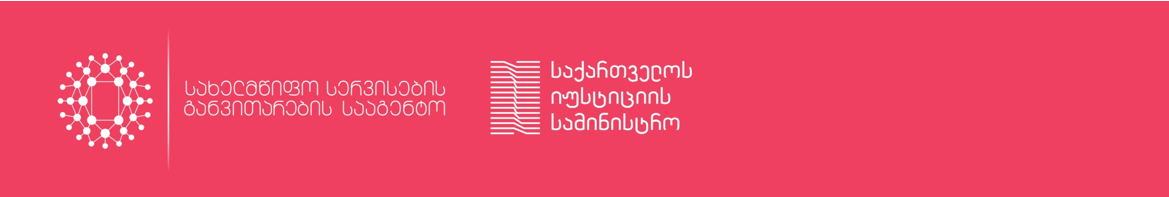 სახელმწიფო სერვისების
განვითარების სააგენტო
საქართველოს
იუსტიციის
სამინისტრო